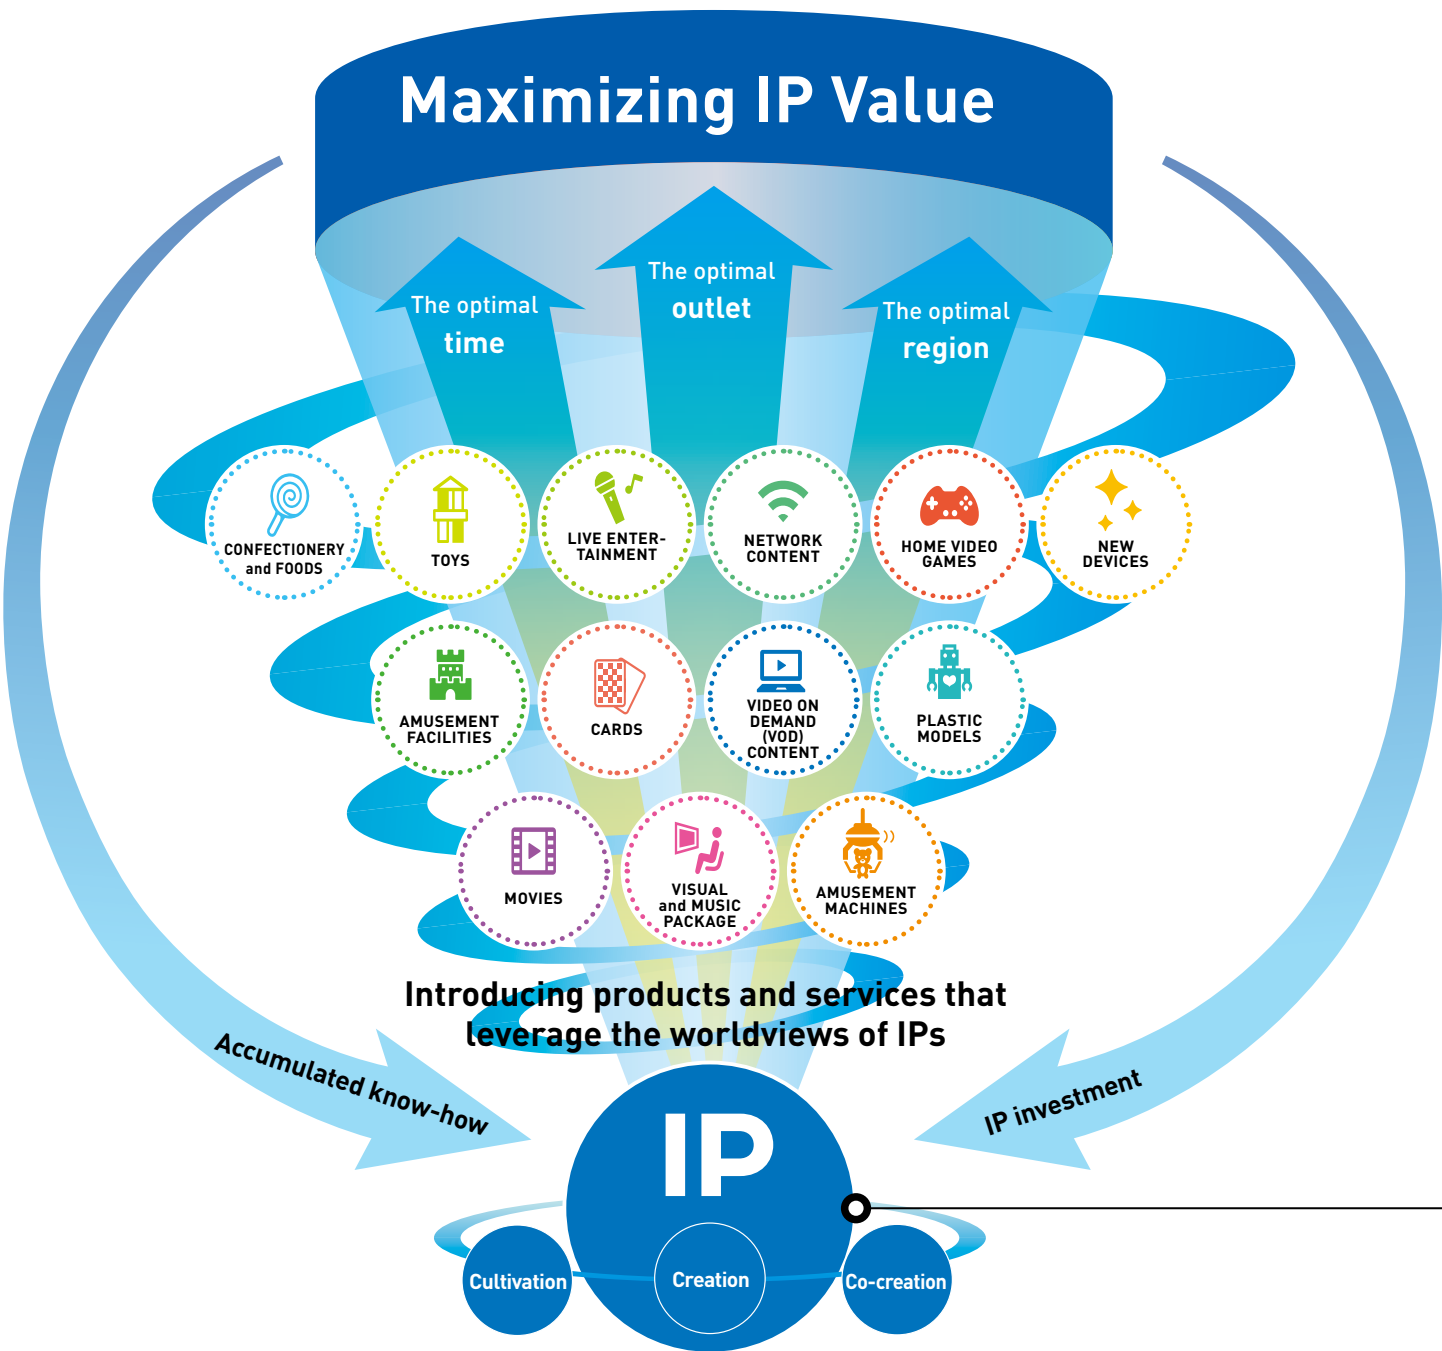 Maximizing IP Value
The optimal
time
The optimal
outlet
The optimal
region
CONFECTIONERY
and FOODS
TOYS
LIVE ENTER-
TAINMENT
NETWORK
CONTENT
HOME VIDEO
GAMES
NEW
DEVICES
AMUSEMENT
FACILITIES
CARDS
VIDEO ON
DEMAND
(VOD)
CONTENT
PLASTIC
MODELS
MOVIES
VISUAL
and MUSIC
PACKAGE
AMUSEMENT
MACHINES
Introducing products and services that
leverage the worldviews of IPs
Accumulated know-how
IP investment
IP
Cultivation
Creation
Co-creation